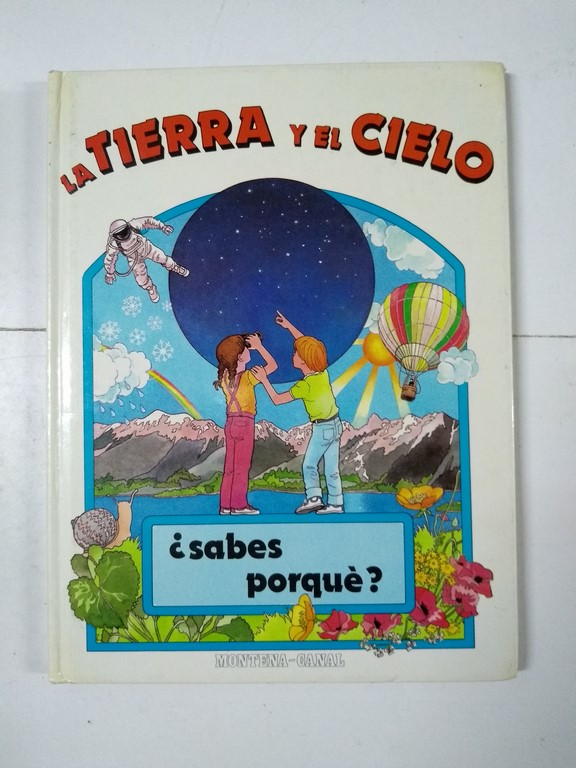 LA TIERRA Y EL CIELO
¿sabes
porquè?
MONTENA-CANAL